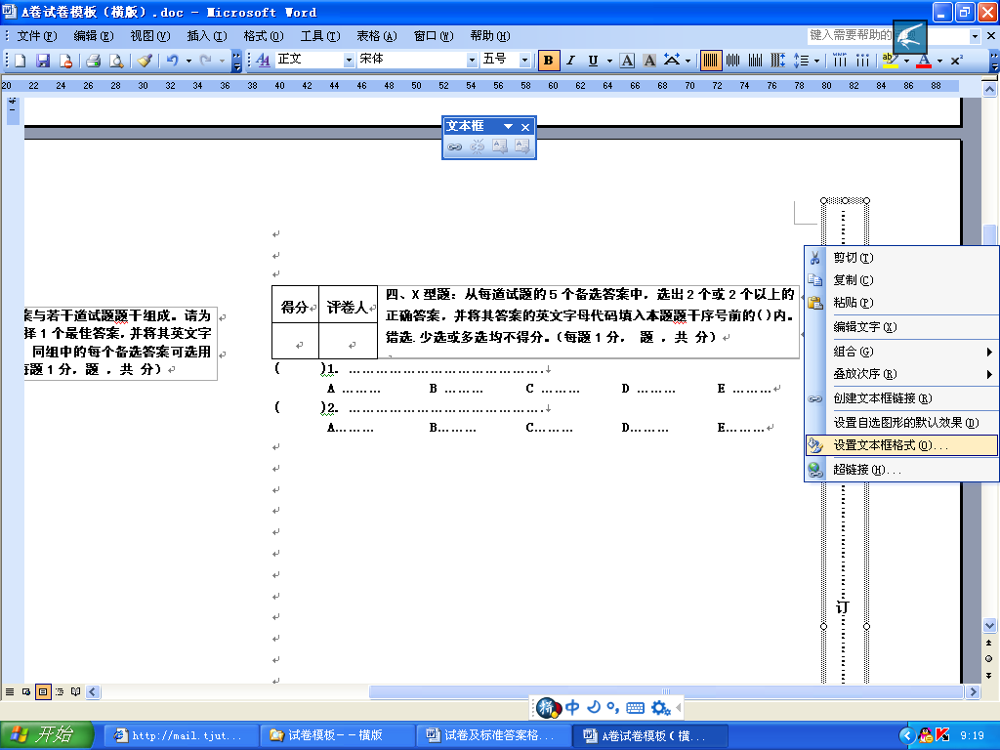 A卷试卷模板（横版）.doc - Microsoft Word
文件(F) 编辑(E) 视图(V) 插入(I) 格式(O) 工具(T) 表格(A) 窗口(W) 帮助(H) 键入需要帮助的
正文 宋体 五号 B I U A A
20 22 24 26 28 30 32 34 36 38 40 42 44 46 48 50 52 54 56 58 60 62 64 66 68 70 72 74 76 78 80 82 84 86 88
文本框
案与若干道试题题干组成。请为
择1个最佳答案，并将其英文字
同组中的每个备选答案可选用
每题1分，题 ，共 分）
得分 评卷人
四、X型题：从每道试题的5个备选答案中，选出2个或2个以上的
正确答案，并将其答案的英文字母代码填入本题题干序号前的()内。
错选.少选或多选均不得分。（每题1分， 题 ，共 分）
( )1. …………………………………….
A ……… B ……… C ……… D ……… E ………
( )2. …………………………………….
A……… B……… C……… D……… E………
剪切(T)
复制(C)
粘贴(P)
编辑文字(X)
组合(G)
叠放次序(R)
创建文本框链接(R)
设置自选图形的默认效果(D)
设置文本框格式(O)...
超链接(H)...
订
中
开始 http://mail.tjut... 试卷模板－－横版 试卷及标准答案格... A卷试卷模板（横... 9:19